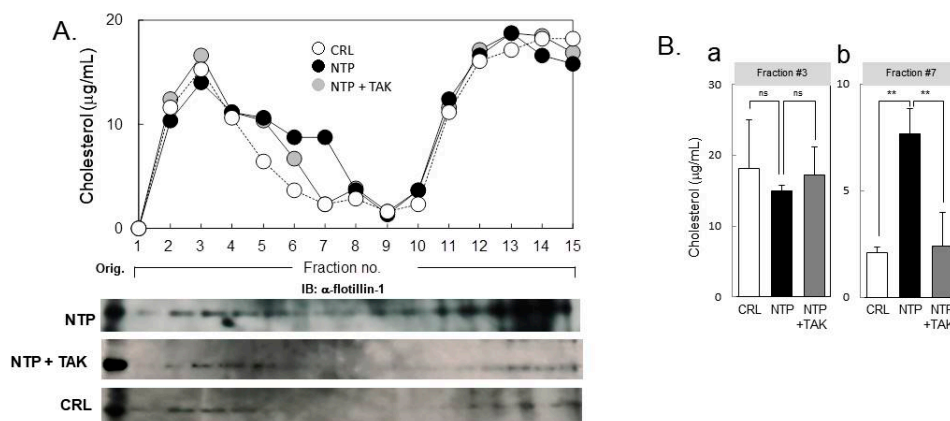 A.
20
10
0
Cholesterol (μg/mL)
CRL
NTP
NTP + TAK
1 2 3 4 5 6 7 8 9 10 11 12 13 14 15
Orig.
Fraction no.
IB: α-flotillin-1
NTP
NTP + TAK
CRL
B.
a
Fraction #3
30
20
10
0
Cholesterol (μg/mL)
ns
ns
CRL NTP NTP
+TAK
b
Fraction #7
10
5
0
**
**
CRL NTP NTP
+TAK